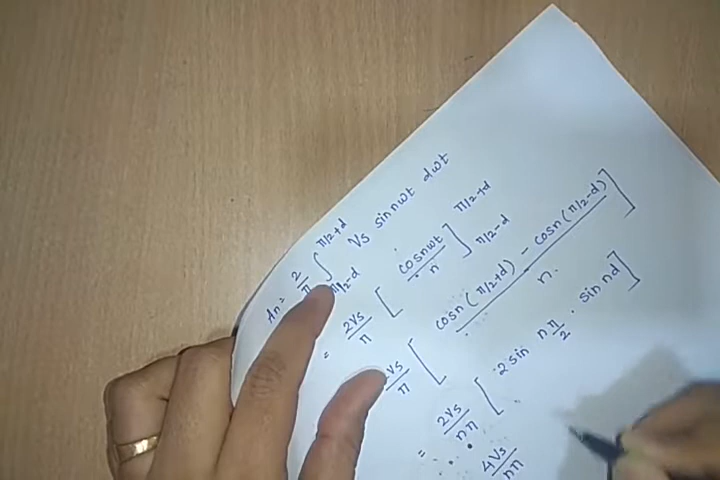 An = 2/π ∫ π/2-d π/2+d Vs sin nωt dωt
= 2Vs/π [ cos nωt / n ] π/2-d π/2+d
2Vs/π [ cos n (π/2+d) - cos n (π/2-d) / n ]
= 2Vs/nπ [ 2 sin nπ/2 . sin nd ]
4Vs/nπ